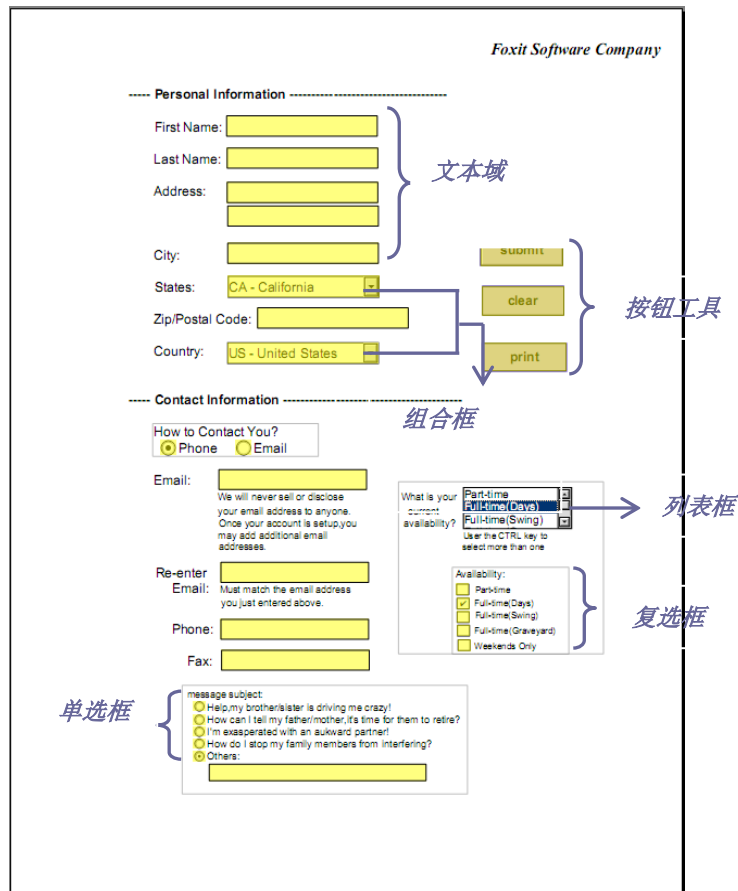 Foxit Software Company
----- Personal Information ------------------------------------
First Name:
文本域
Last Name:
Address:
City:
submit
States: CA - California
clear
按钮工具
Zip/Postal Code:
Country: US - United States
print
----- Contact Information -----------------------------------------
组合框
How to Contact You?
Phone Email
Email:
We will never sell or disclose
your email address to anyone.
Once your account is setup,you
may add additional email
addresses.
What is your
current
availability?
Part-time
Full-time(Days)
Full-time(Swing)
列表框
User the CTRL key to
select more than one
Re-enter
Email:
Must match the email address
you just entered above.
Availability:
Part-time
Full-time(Days)
Full-time(Swing)
Full-time(Graveyard)
Weekends Only
复选框
Phone:
Fax:
单选框
message subject:
Help,my brother/sister is driving me crazy!
How can I tell my father/mother,it's time for them to retire?
I'm exasperated with an aukward partner!
How do I stop my family members from interfering?
Others: